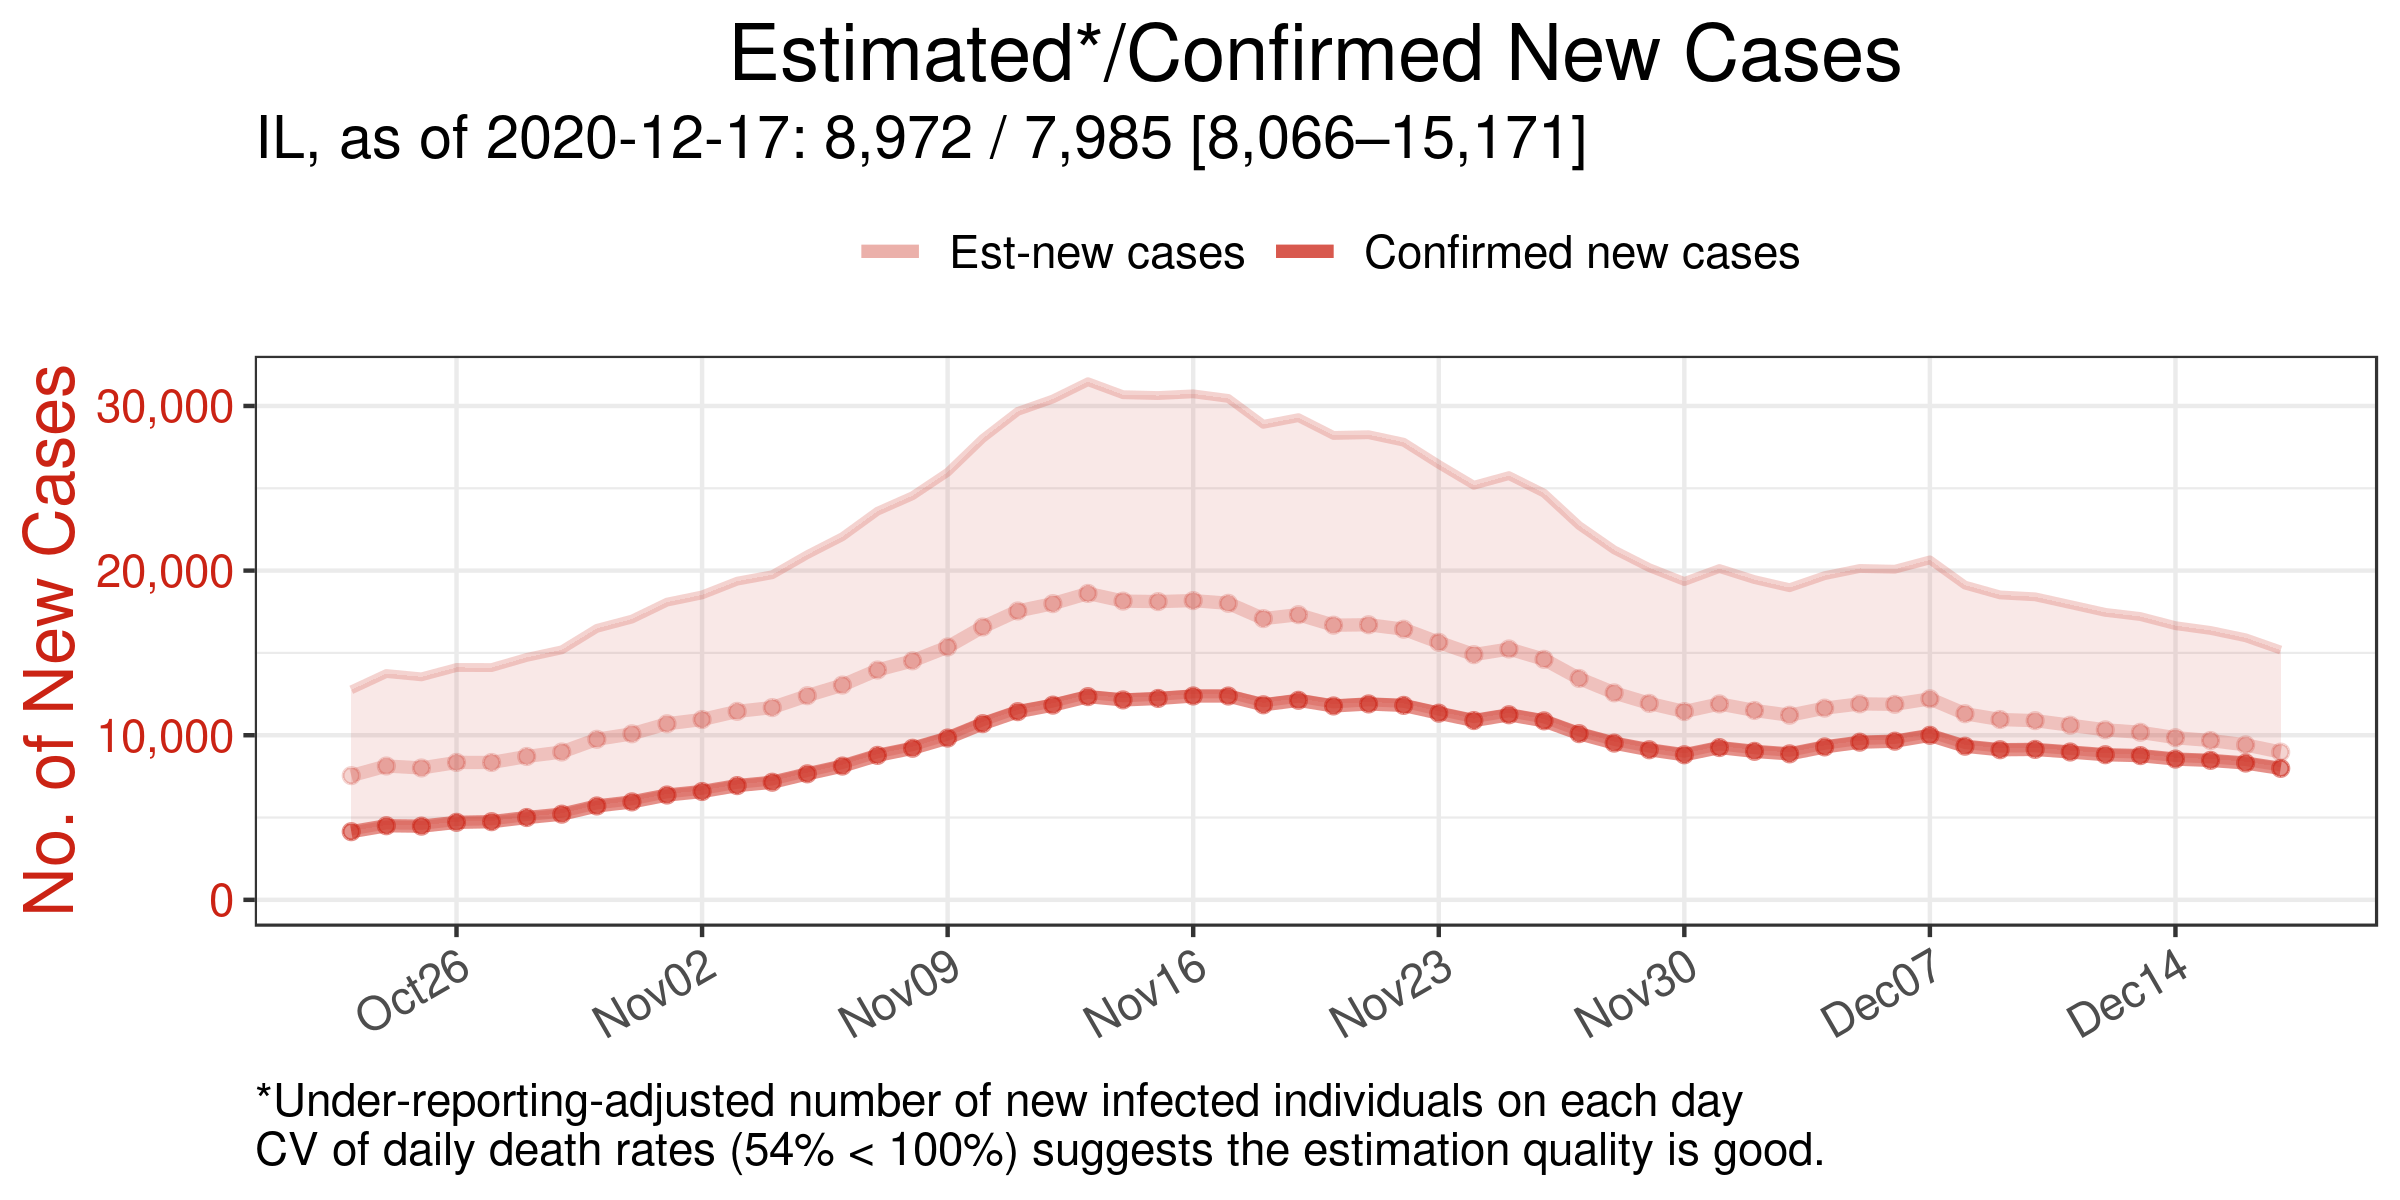 Estimated*/Confirmed New Cases
IL, as of 2020-12-17: 8,972 / 7,985 [8,066–15,171]
Est-new cases
Confirmed new cases
No. of New Cases
30,000
20,000
10,000
0
Oct26
Nov02
Nov09
Nov16
Nov23
Nov30
Dec07
Dec14
*Under-reporting-adjusted number of new infected individuals on each day
CV of daily death rates (54% < 100%) suggests the estimation quality is good.